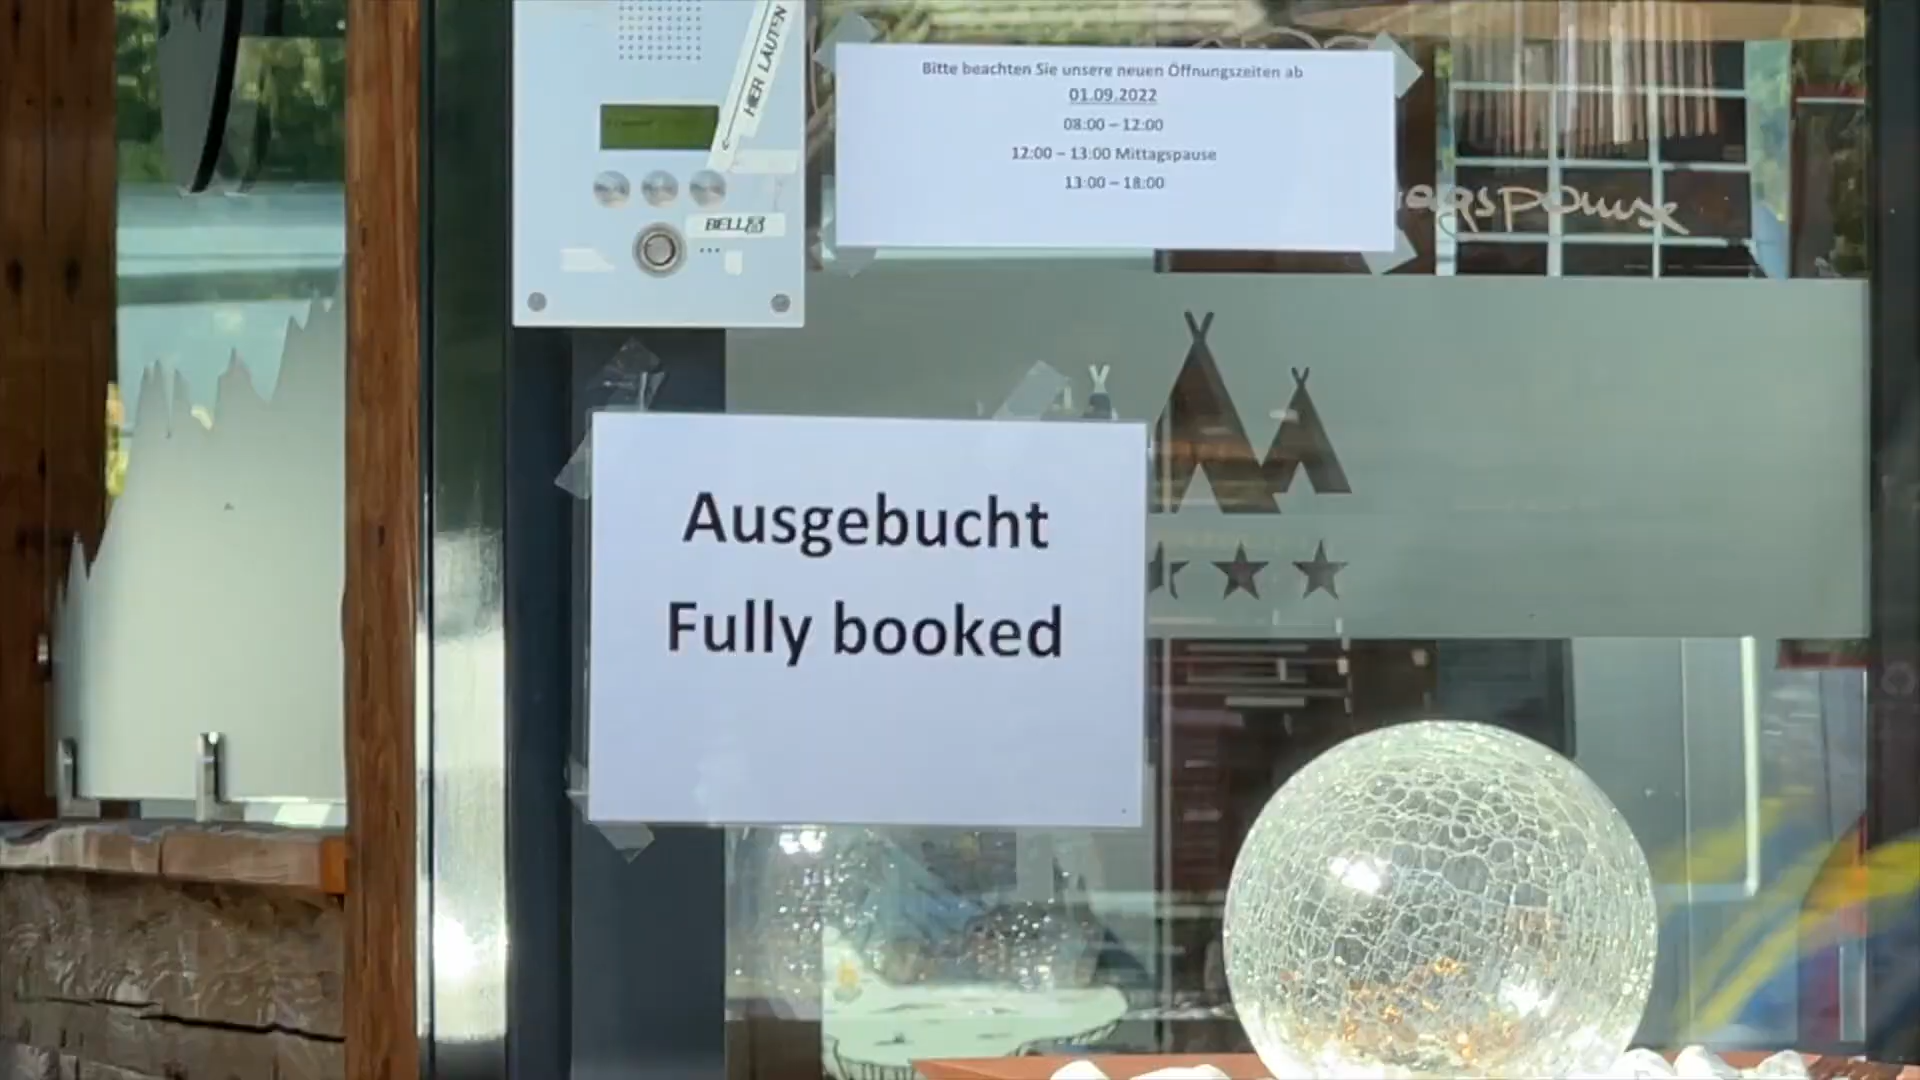 HIER LÄUTEN
BELL
Bitte beachten Sie unsere neuen Öffnungszeiten ab
01.09.2022
08:00 – 12:00
12:00 – 13:00 Mittagspause
13:00 – 18:00
agspause
Ausgebucht
Fully booked